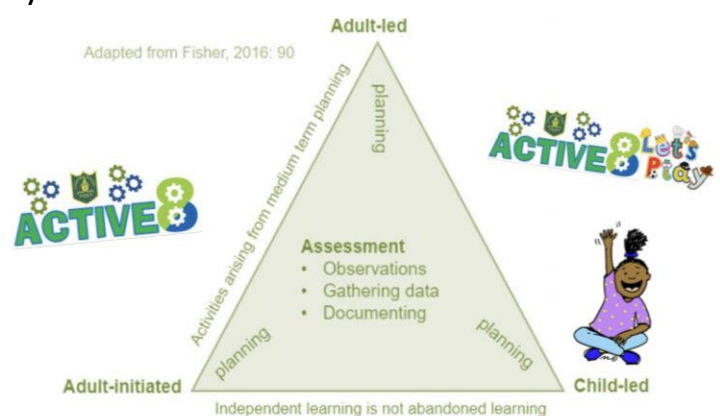 Adult-led
Adapted from Fisher, 2016: 90
planning
Activities arising from medium term planning
ACTIVE8
Let's
Play
ACTIVE8
Assessment
• Observations
• Gathering data
• Documenting
planning
planning
Adult-initiated
Child-led
Independent learning is not abandoned learning